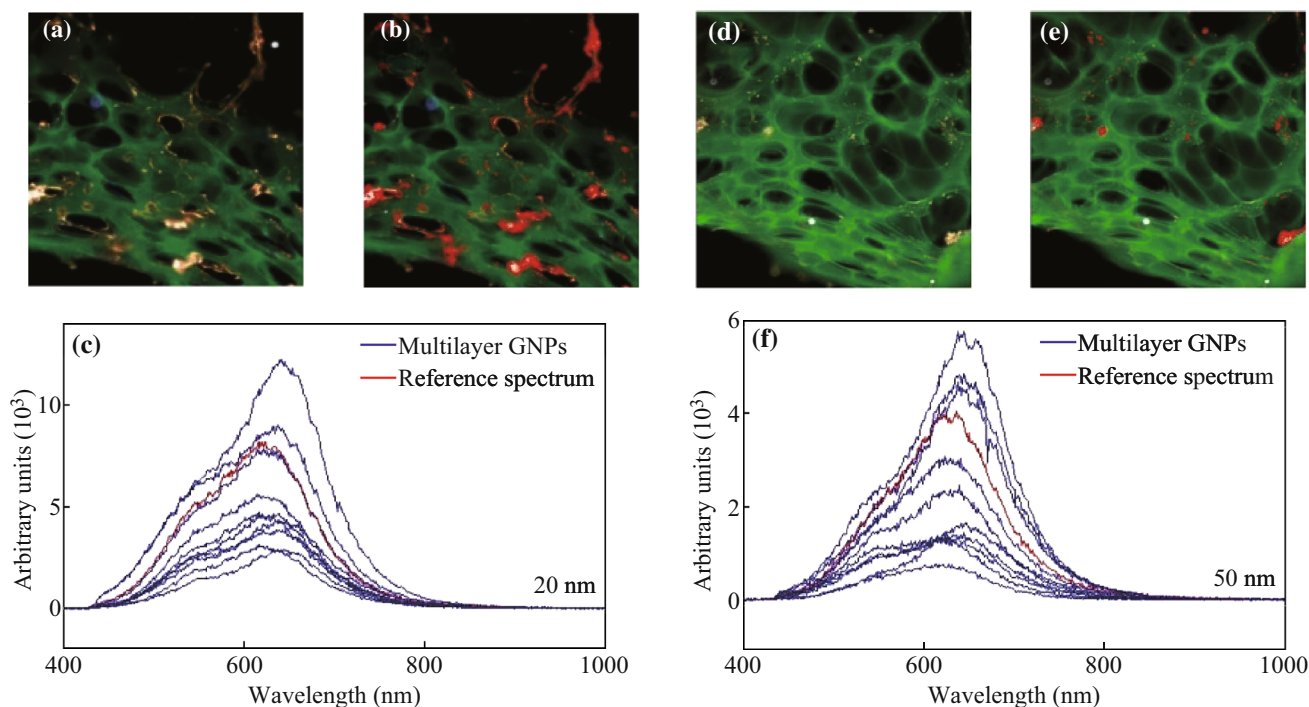 (a)
(b)
(d)
(e)
(c)
Multilayer GNPs
Reference spectrum
10
5
0
Arbitrary units (10³)
20 nm
400
600
800
1000
Wavelength (nm)
(f)
Multilayer GNPs
Reference spectrum
6
4
2
0
Arbitrary units (10³)
50 nm
400
600
800
1000
Wavelength (nm)